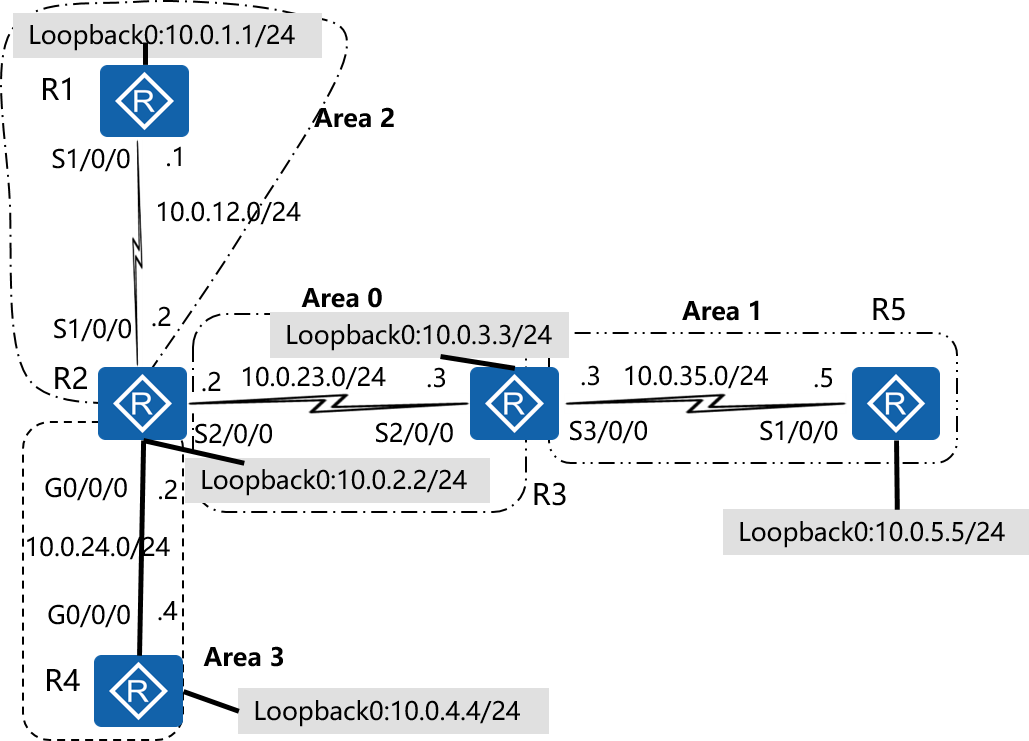 Loopback0:10.0.1.1/24
R1
R
Area 2
S1/0/0
.1
10.0.12.0/24
S1/0/0
.2
Area 0
Area 1
R5
Loopback0:10.0.3.3/24
R2
R
.2
10.0.23.0/24
.3
R
.3
10.0.35.0/24
.5
R
S2/0/0
S2/0/0
S3/0/0
S1/0/0
Loopback0:10.0.2.2/24
R3
G0/0/0
.2
Loopback0:10.0.5.5/24
10.0.24.0/24
G0/0/0
.4
Area 3
R4
R
Loopback0:10.0.4.4/24